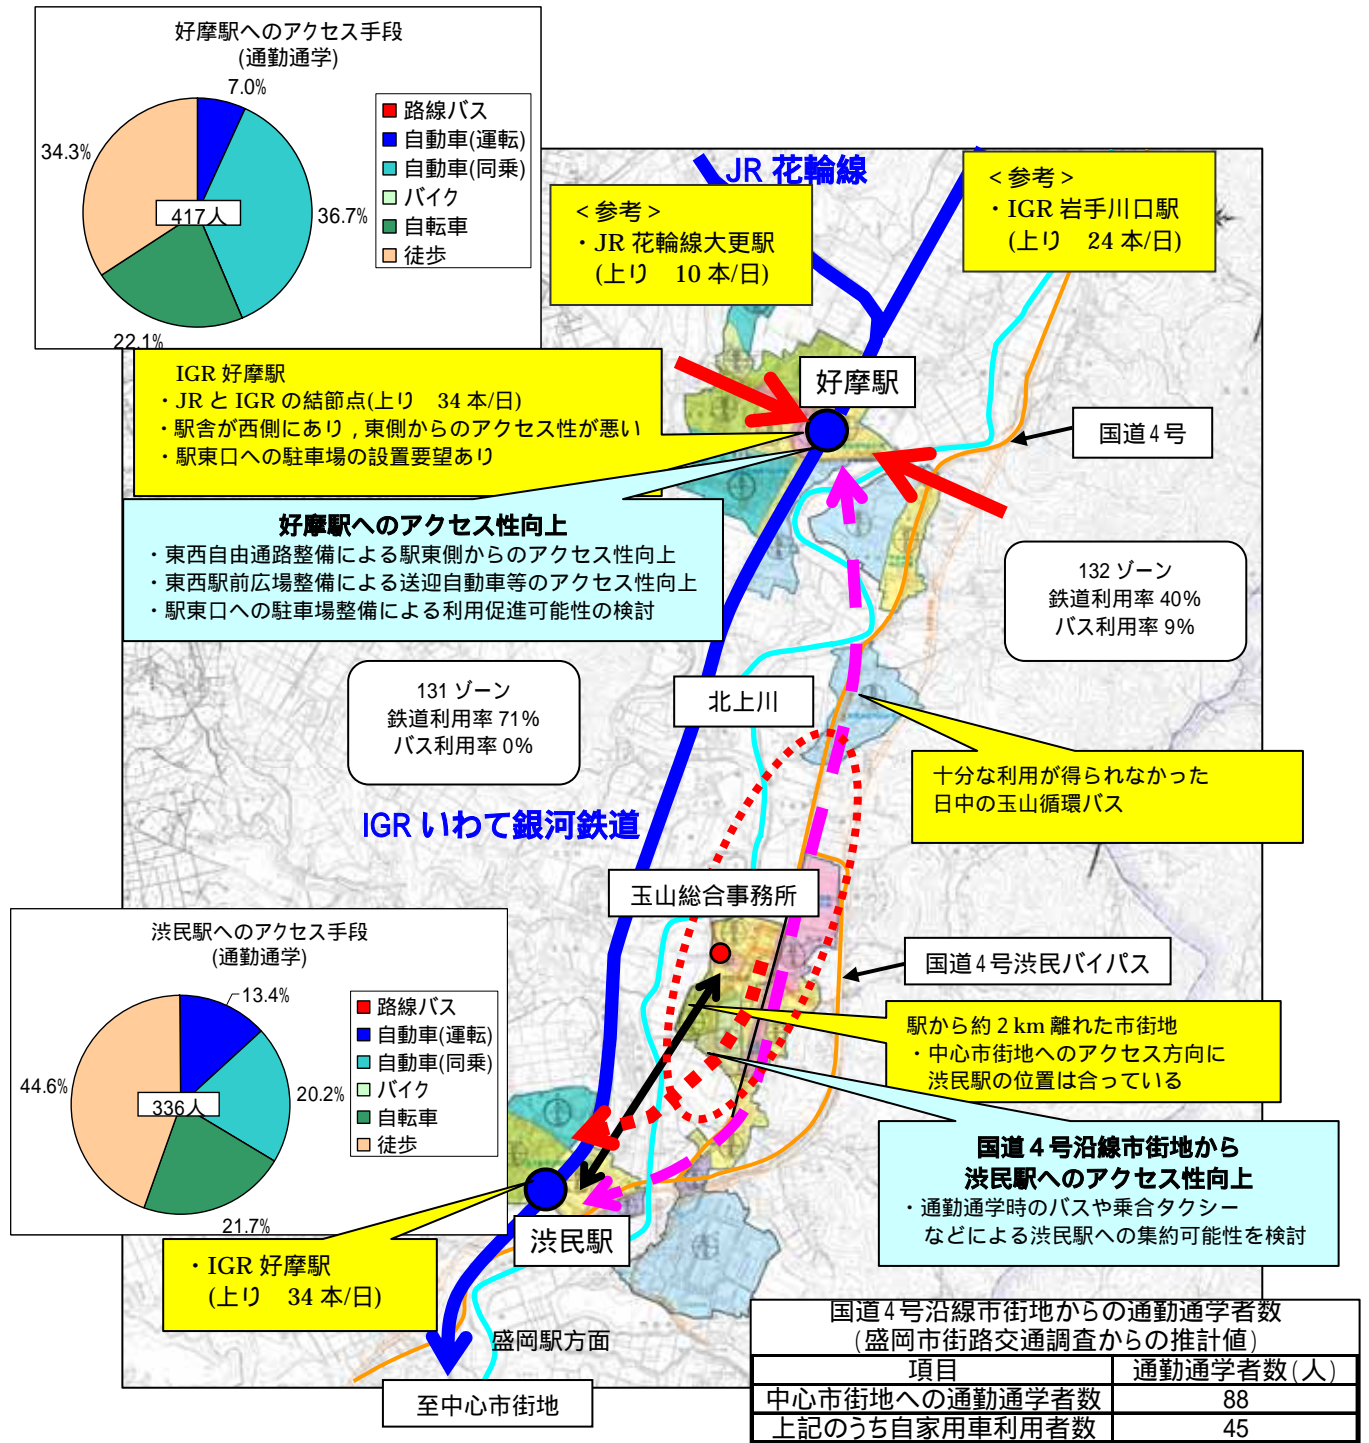 好摩駅へのアクセス手段
(通勤通学)
7.0%
34.3%
36.7%
417人
22.1%
路線バス
自動車(運転)
自動車(同乗)
バイク
自転車
徒歩
JR 花輪線
＜参考＞
・JR 花輪線大更駅
(上り 10 本/日)
＜参考＞
・IGR 岩手川口駅
(上り 24 本/日)
IGR 好摩駅
・JR と IGR の結節点(上り 34 本/日)
・駅舎が西側にあり，東側からのアクセス性が悪い
・駅東口への駐車場の設置要望あり
好摩駅
国道4号
好摩駅へのアクセス性向上
・東西自由通路整備による駅東側からのアクセス性向上
・東西駅前広場整備による送迎自動車等のアクセス性向上
・駅東口への駐車場整備による利用促進可能性の検討
132 ゾーン
鉄道利用率 40%
バス利用率 9%
131 ゾーン
鉄道利用率 71%
バス利用率 0%
北上川
十分な利用が得られなかった
日中の玉山循環バス
IGR いわて銀河鉄道
玉山総合事務所
渋民駅へのアクセス手段
(通勤通学)
13.4%
44.6%
20.2%
336人
21.7%
路線バス
自動車(運転)
自動車(同乗)
バイク
自転車
徒歩
国道4号渋民バイパス
駅から約 2 km 離れた市街地
・中心市街地へのアクセス方向に
渋民駅の位置は合っている
国道 4 号沿線市街地から
渋民駅へのアクセス性向上
・通勤通学時のバスや乗合タクシー
などによる渋民駅への集約可能性を検討
渋民駅
・IGR 好摩駅
(上り 34 本/日)
盛岡駅方面
至中心市街地
国道4号沿線市街地からの通勤通学者数
(盛岡市街路交通調査からの推計値)
項目 通勤通学者数(人)
中心市街地への通勤通学者数 88
上記のうち自家用車利用者数 45